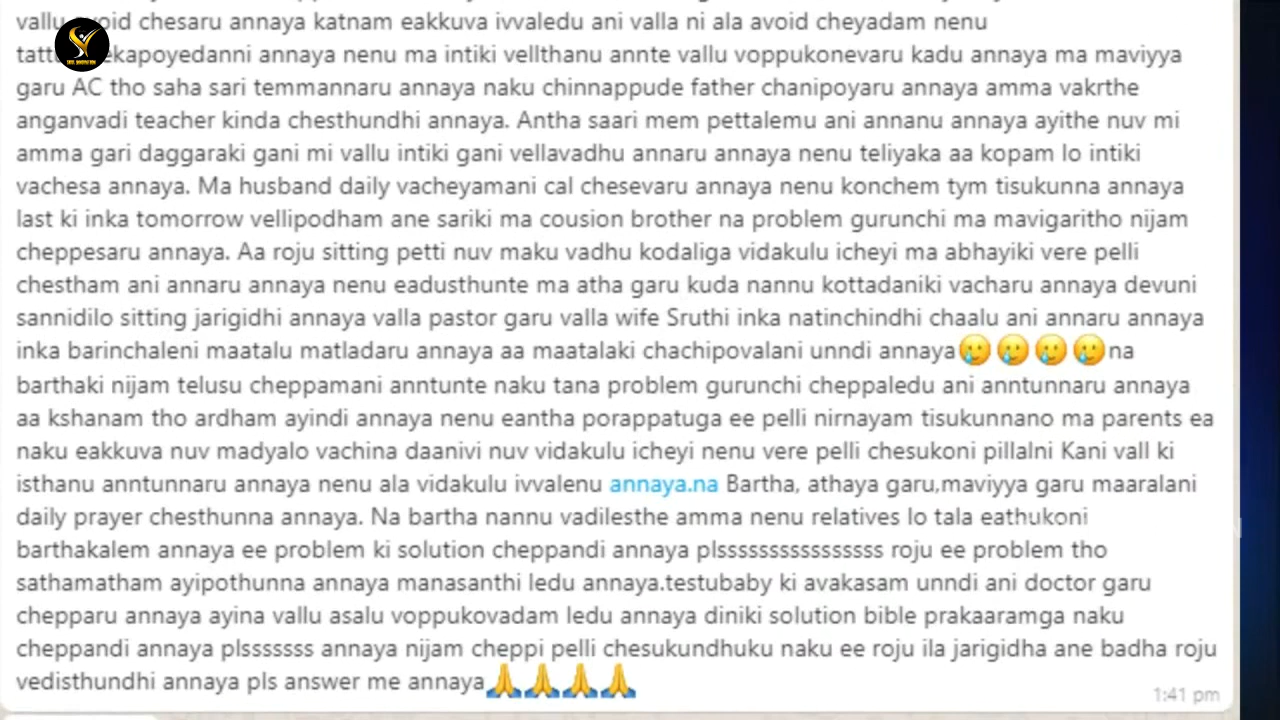 vallu avoid chesaru annaya katnam eakkuva ivvaledu ani valla ni ala avoid cheyadam nenu
annaya nenu ma intiki vellthanu annte vallu voppukonevaru kadu annaya ma maviyya
garu AC tho saha sari temmannaru annaya naku chinnappude father chanipoyaru annaya amma vakrthe
anganvadi teacher kinda chesthundhi annaya. Antha saari mem pettalemu ani annanu annaya ayithe nuv mi
amma gari daggaraki gani mi vallu intiki gani vellavadhu annaru annaya nenu teliyaka aa kopam lo intiki
vachesa annaya. Ma husband daily vacheyamani cal chesevaru annaya nenu konchem tym tisukunna annaya
last ki inka tomorrow vellipodham ane sariki ma cousion brother na problem gurunchi ma mavigaritho nijam
cheppesaru annaya. Aa roju sitting petti nuv maku vadhu kodaliga vidakulu icheyi ma abhayiki vere pelli
chestham ani annaru annaya nenu eadusthunte ma atha garu kuda nannu kottadaniki vacharu annaya devuni
sannidilo sitting jarigidhi annaya valla pastor garu valla wife Sruthi inka natinchindhi chaalu ani annaru annaya
inka barinchaleni maatalu matladaru annaya aa maatalaki chachipovalani unndi annaya🥲🥲🥲🥲na
barthaki nijam telusu cheppamani anntunte naku tana problem gurunchi cheppaledu ani anntunnaru annaya
aa kshanam tho ardham ayindi annaya nenu eantha porappatuga ee pelli nirnayam tisukunnano ma parents ea
naku eakkuva nuv madyalo vachina daanivi nuv vidakulu icheyi nenu vere pelli chesukoni pillalni Kani vall ki
isthanu anntunnaru annaya nenu ala vidakulu ivvalenu annaya.na Bartha, athaya garu,maviyya garu maaralani
daily prayer chesthunna annaya. Na bartha nannu vadilesthe amma nenu relatives lo tala eathukoni
barthakalem annaya ee problem ki solution cheppandi annaya plsssssssssssssssss roju ee problem tho
sathamatham ayipothunna annaya manasanthi ledu annaya.testubaby ki avakasam unndi ani doctor garu
chepparu annaya ayina vallu asalu voppukovadam ledu annaya diniki solution bible prakaaramga naku
cheppandi annaya plsssssss annaya nijam cheppi pelli chesukundhuku naku ee roju ila jarigidha ane badha roju
vedisthundhi annaya pls answer me annaya🙏🙏🙏🙏
1:41 pm